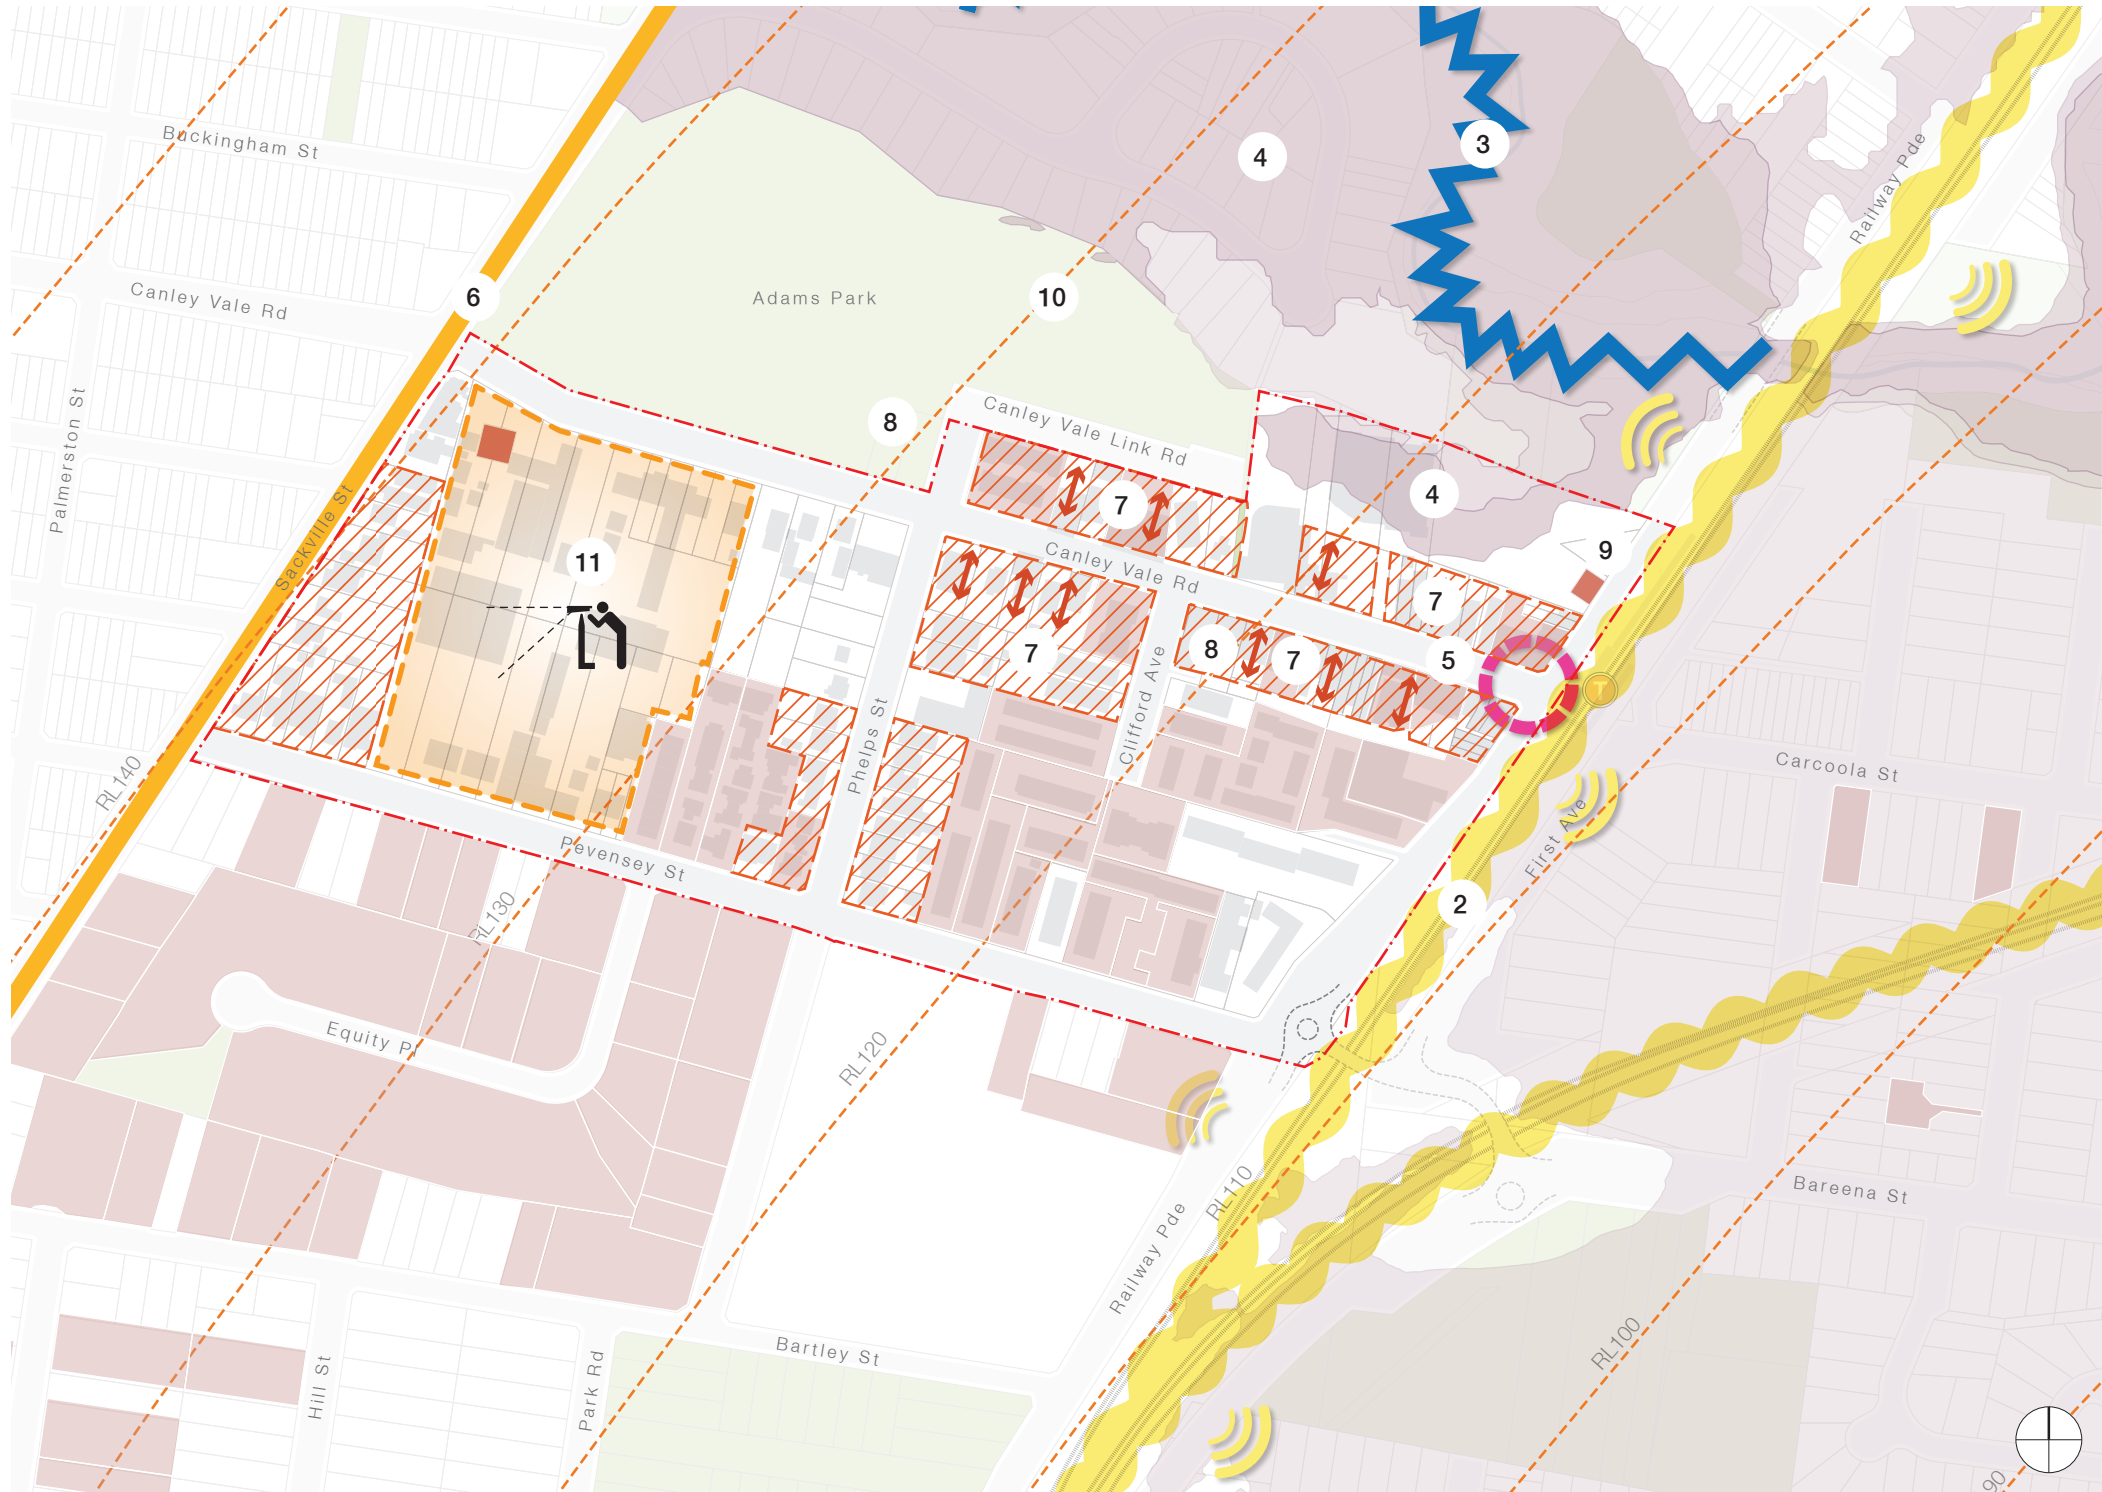 Buckingham St
Railway Pde
3
4
Canley Vale Rd
6
Adams Park
10
8
Canley Vale Link Rd
Palmerston St
Sackville St
7
4
9
11
Canley Vale Rd
7
7
8
7
5
T
Clifford Ave
Phelps St
RL140
Carcoola St
First Ave
Pevensey St
RL130
2
Equity Pl
RL120
RL110
Railway Pde
Bareena St
Bartley St
RL100
Hill St
Park Rd
90